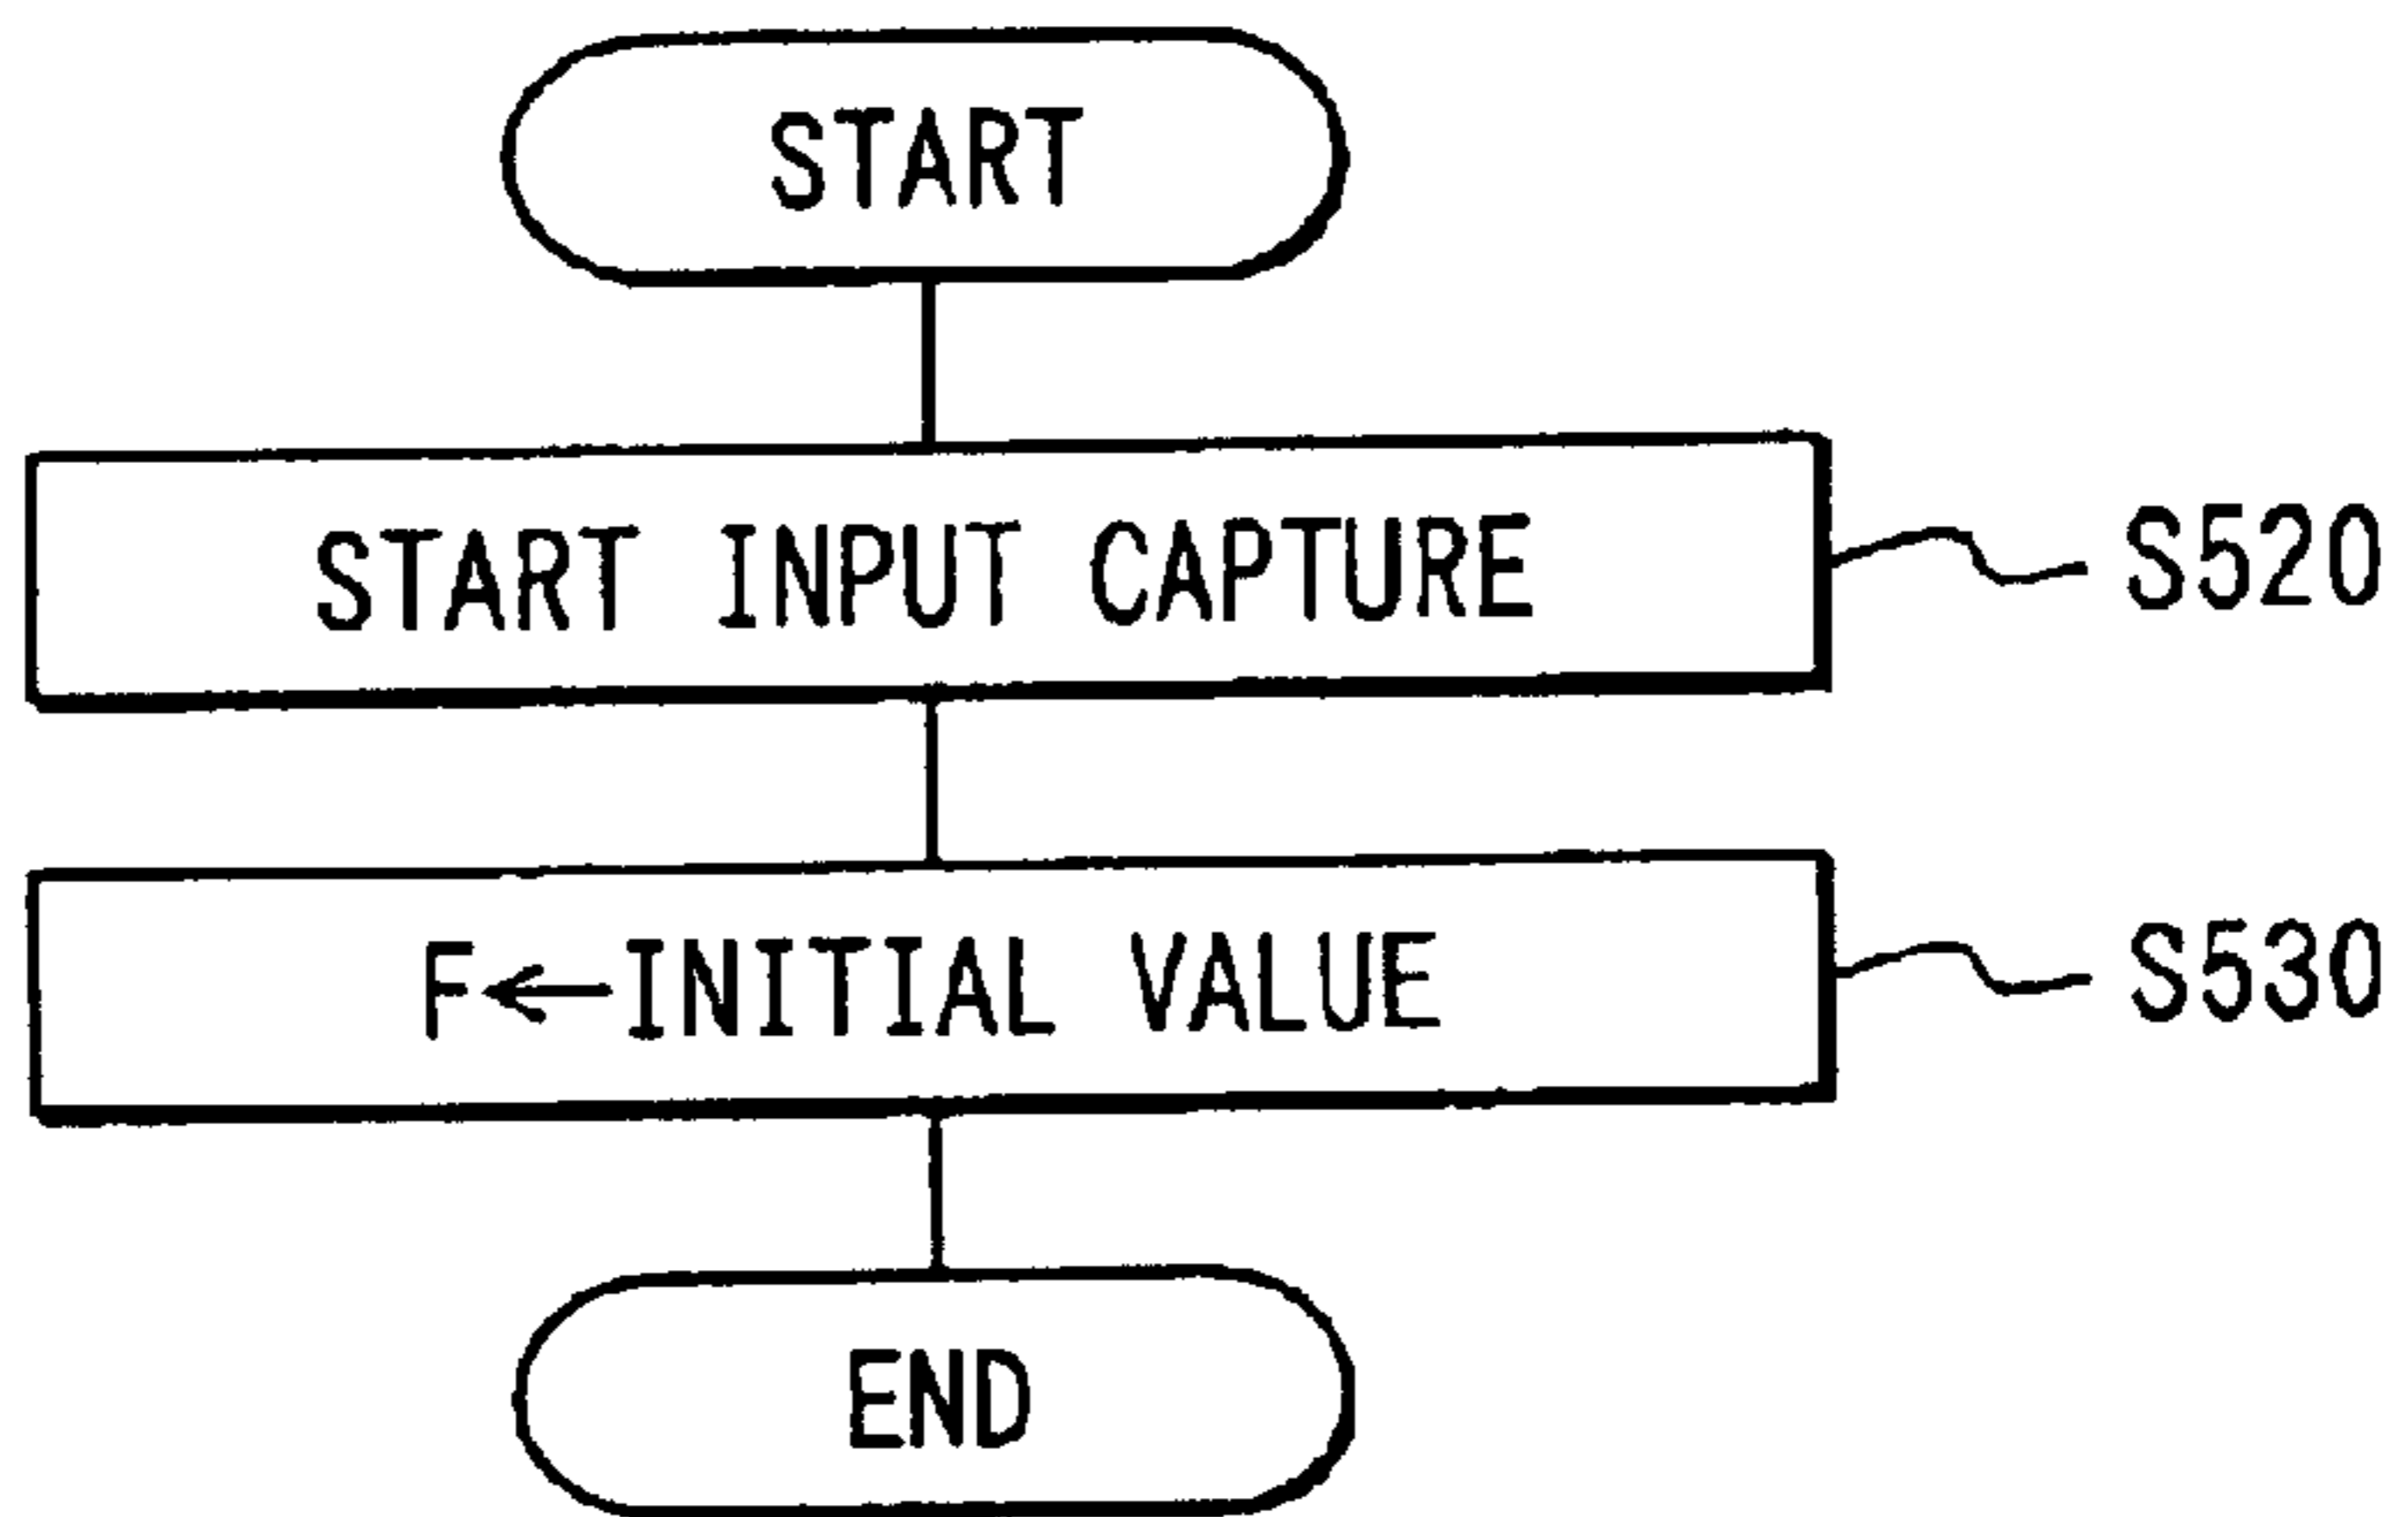 START
START INPUT CAPTURE
S520
F←INITIAL VALUE
S530
END